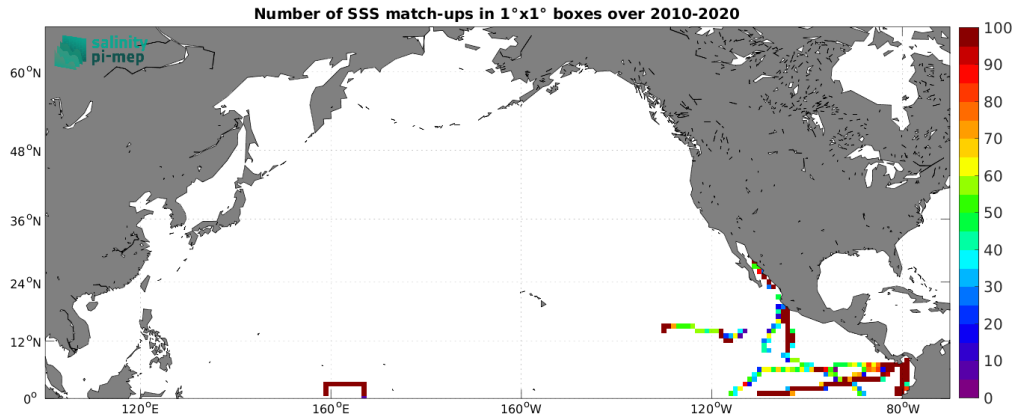 Number of SSS match-ups in 1°x1° boxes over 2010-2020
salinity
pi-mep
60°N
48°N
36°N
24°N
12°N
0°
120°E
160°E
160°W
120°W
80°W
100
90
80
70
60
50
40
30
20
10
0